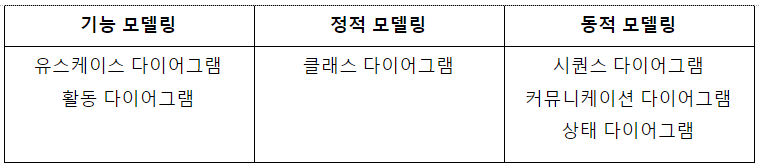 기능 모델링 정적 모델링 동적 모델링
유스케이스 다이어그램 클래스 다이어그램 시퀀스 다이어그램
활동 다이어그램 커뮤니케이션 다이어그램
상태 다이어그램